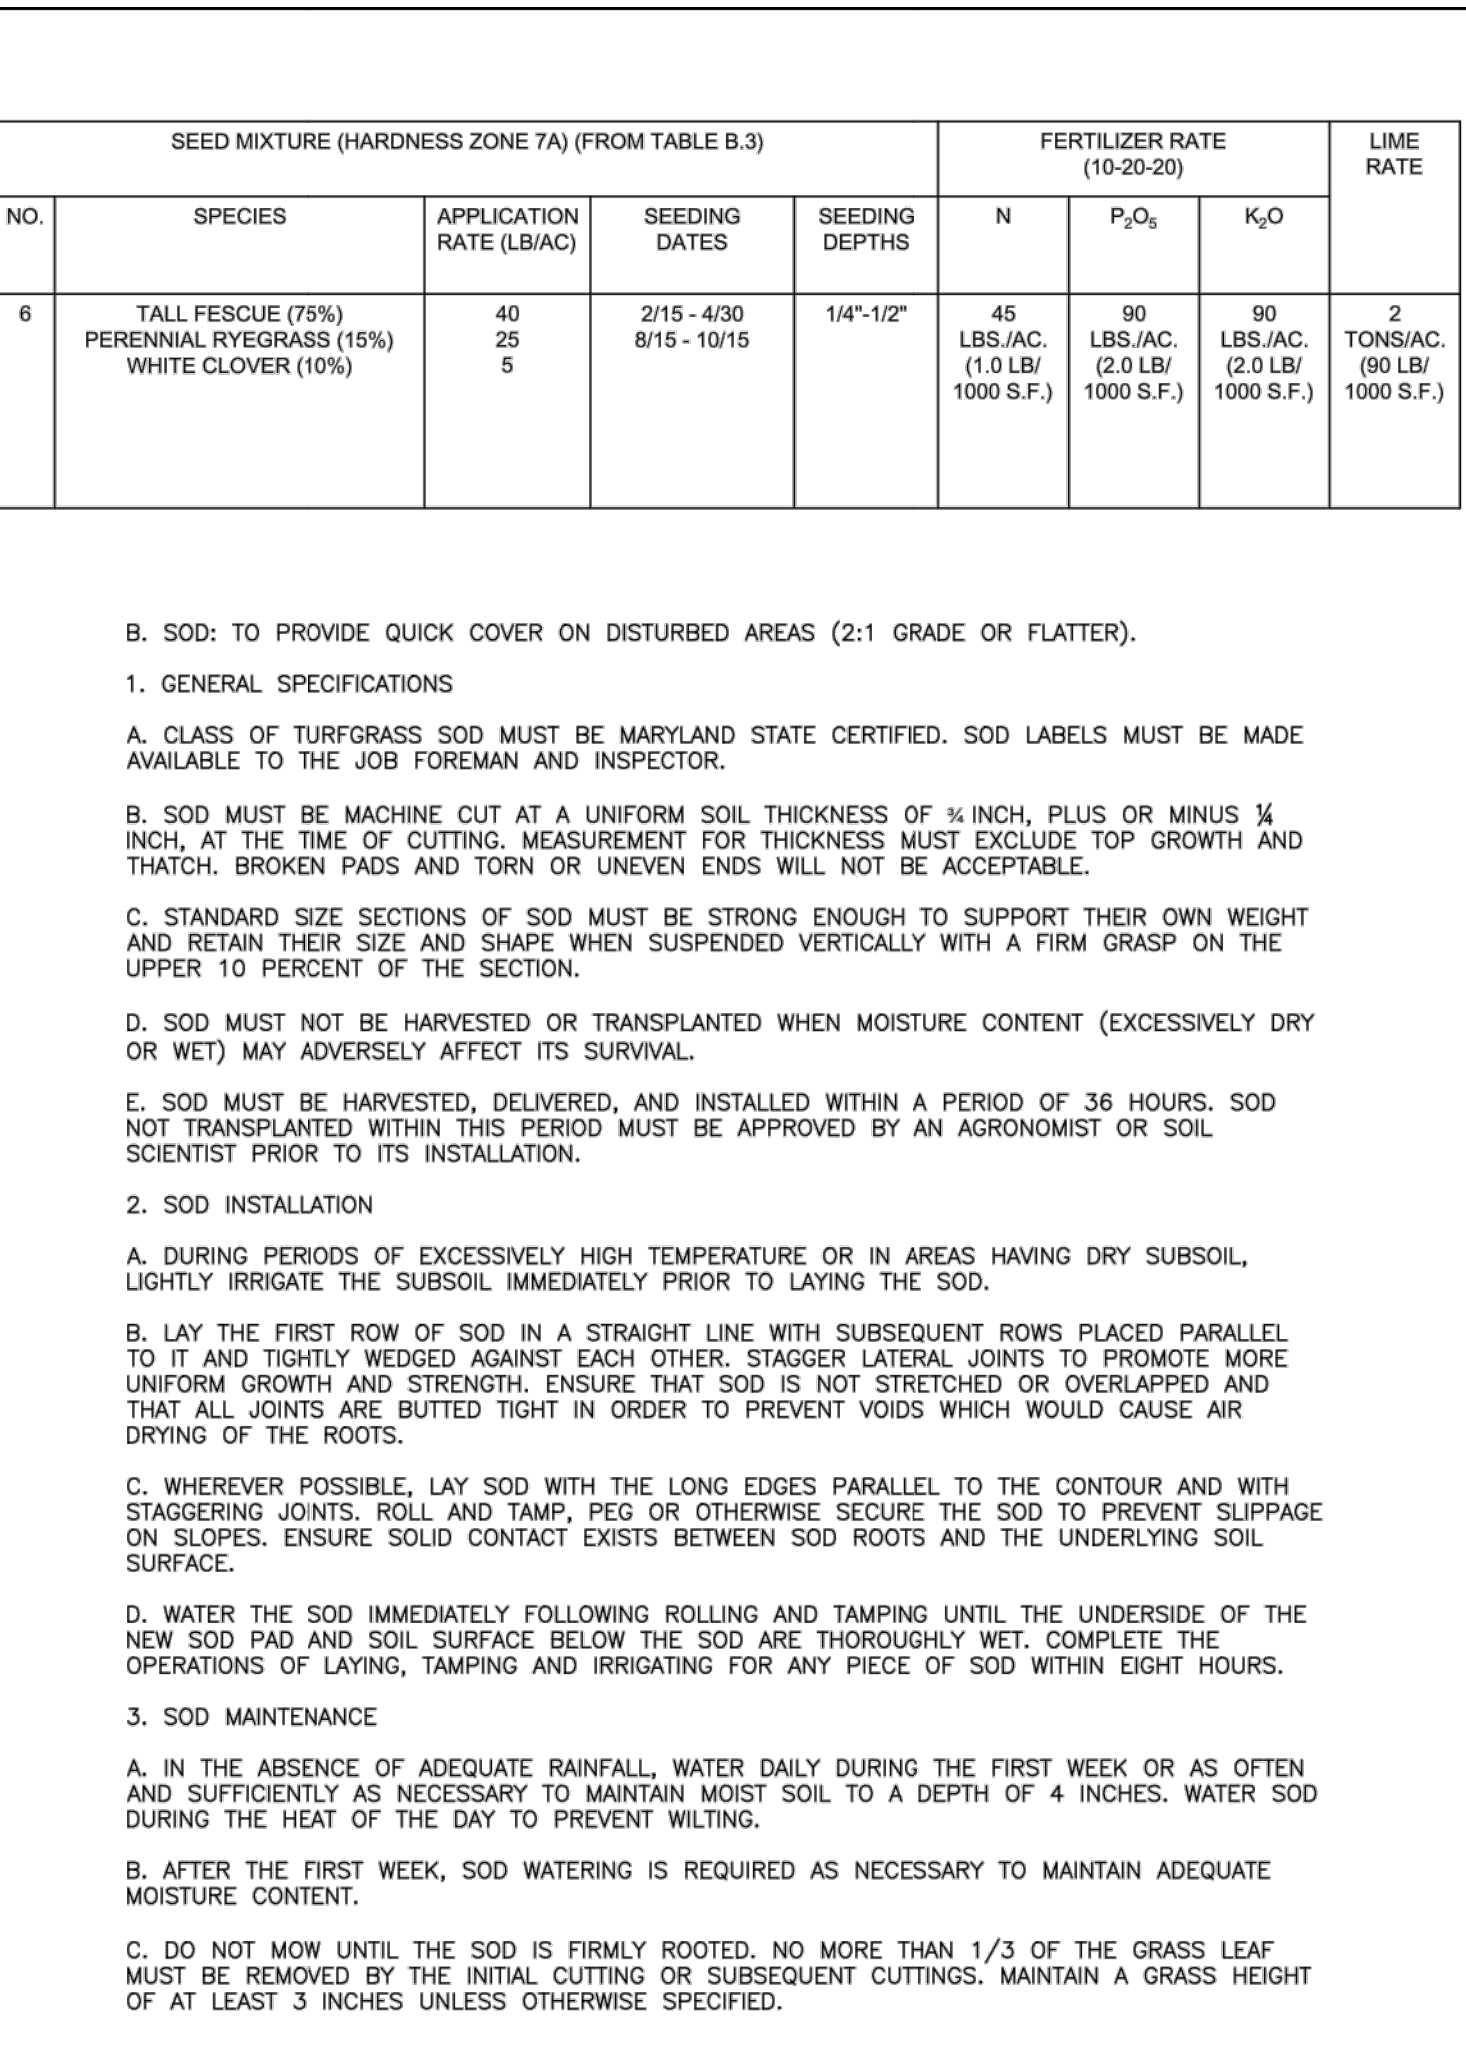 SEED MIXTURE (HARDNESS ZONE 7A) (FROM TABLE B.3)
FERTILIZER RATE
(10-20-20)
LIME
RATE
NO.
SPECIES
APPLICATION
RATE (LB/AC)
SEEDING
DATES
SEEDING
DEPTHS
N
P₂O₅
K₂O
6
TALL FESCUE (75%)
PERENNIAL RYEGRASS (15%)
WHITE CLOVER (10%)
40
25
5
2/15 - 4/30
8/15 - 10/15
1/4"-1/2"
45
LBS./AC.
(1.0 LB/
1000 S.F.)
90
LBS./AC.
(2.0 LB/
1000 S.F.)
90
LBS./AC.
(2.0 LB/
1000 S.F.)
2
TONS/AC.
(90 LB/
1000 S.F.)
B. SOD: TO PROVIDE QUICK COVER ON DISTURBED AREAS (2:1 GRADE OR FLATTER).
1. GENERAL SPECIFICATIONS
A. CLASS OF TURFGRASS SOD MUST BE MARYLAND STATE CERTIFIED. SOD LABELS MUST BE MADE
AVAILABLE TO THE JOB FOREMAN AND INSPECTOR.
B. SOD MUST BE MACHINE CUT AT A UNIFORM SOIL THICKNESS OF ¾ INCH, PLUS OR MINUS ¼
INCH, AT THE TIME OF CUTTING. MEASUREMENT FOR THICKNESS MUST EXCLUDE TOP GROWTH AND
THATCH. BROKEN PADS AND TORN OR UNEVEN ENDS WILL NOT BE ACCEPTABLE.
C. STANDARD SIZE SECTIONS OF SOD MUST BE STRONG ENOUGH TO SUPPORT THEIR OWN WEIGHT
AND RETAIN THEIR SIZE AND SHAPE WHEN SUSPENDED VERTICALLY WITH A FIRM GRASP ON THE
UPPER 10 PERCENT OF THE SECTION.
D. SOD MUST NOT BE HARVESTED OR TRANSPLANTED WHEN MOISTURE CONTENT (EXCESSIVELY DRY
OR WET) MAY ADVERSELY AFFECT ITS SURVIVAL.
E. SOD MUST BE HARVESTED, DELIVERED, AND INSTALLED WITHIN A PERIOD OF 36 HOURS. SOD
NOT TRANSPLANTED WITHIN THIS PERIOD MUST BE APPROVED BY AN AGRONOMIST OR SOIL
SCIENTIST PRIOR TO ITS INSTALLATION.
2. SOD INSTALLATION
A. DURING PERIODS OF EXCESSIVELY HIGH TEMPERATURE OR IN AREAS HAVING DRY SUBSOIL,
LIGHTLY IRRIGATE THE SUBSOIL IMMEDIATELY PRIOR TO LAYING THE SOD.
B. LAY THE FIRST ROW OF SOD IN A STRAIGHT LINE WITH SUBSEQUENT ROWS PLACED PARALLEL
TO IT AND TIGHTLY WEDGED AGAINST EACH OTHER. STAGGER LATERAL JOINTS TO PROMOTE MORE
UNIFORM GROWTH AND STRENGTH. ENSURE THAT SOD IS NOT STRETCHED OR OVERLAPPED AND
THAT ALL JOINTS ARE BUTTED TIGHT IN ORDER TO PREVENT VOIDS WHICH WOULD CAUSE AIR
DRYING OF THE ROOTS.
C. WHEREVER POSSIBLE, LAY SOD WITH THE LONG EDGES PARALLEL TO THE CONTOUR AND WITH
STAGGERING JOINTS. ROLL AND TAMP, PEG OR OTHERWISE SECURE THE SOD TO PREVENT SLIPPAGE
ON SLOPES. ENSURE SOLID CONTACT EXISTS BETWEEN SOD ROOTS AND THE UNDERLYING SOIL
SURFACE.
D. WATER THE SOD IMMEDIATELY FOLLOWING ROLLING AND TAMPING UNTIL THE UNDERSIDE OF THE
NEW SOD PAD AND SOIL SURFACE BELOW THE SOD ARE THOROUGHLY WET. COMPLETE THE
OPERATIONS OF LAYING, TAMPING AND IRRIGATING FOR ANY PIECE OF SOD WITHIN EIGHT HOURS.
3. SOD MAINTENANCE
A. IN THE ABSENCE OF ADEQUATE RAINFALL, WATER DAILY DURING THE FIRST WEEK OR AS OFTEN
AND SUFFICIENTLY AS NECESSARY TO MAINTAIN MOIST SOIL TO A DEPTH OF 4 INCHES. WATER SOD
DURING THE HEAT OF THE DAY TO PREVENT WILTING.
B. AFTER THE FIRST WEEK, SOD WATERING IS REQUIRED AS NECESSARY TO MAINTAIN ADEQUATE
MOISTURE CONTENT.
C. DO NOT MOW UNTIL THE SOD IS FIRMLY ROOTED. NO MORE THAN 1/3 OF THE GRASS LEAF
MUST BE REMOVED BY THE INITIAL CUTTING OR SUBSEQUENT CUTTINGS. MAINTAIN A GRASS HEIGHT
OF AT LEAST 3 INCHES UNLESS OTHERWISE SPECIFIED.